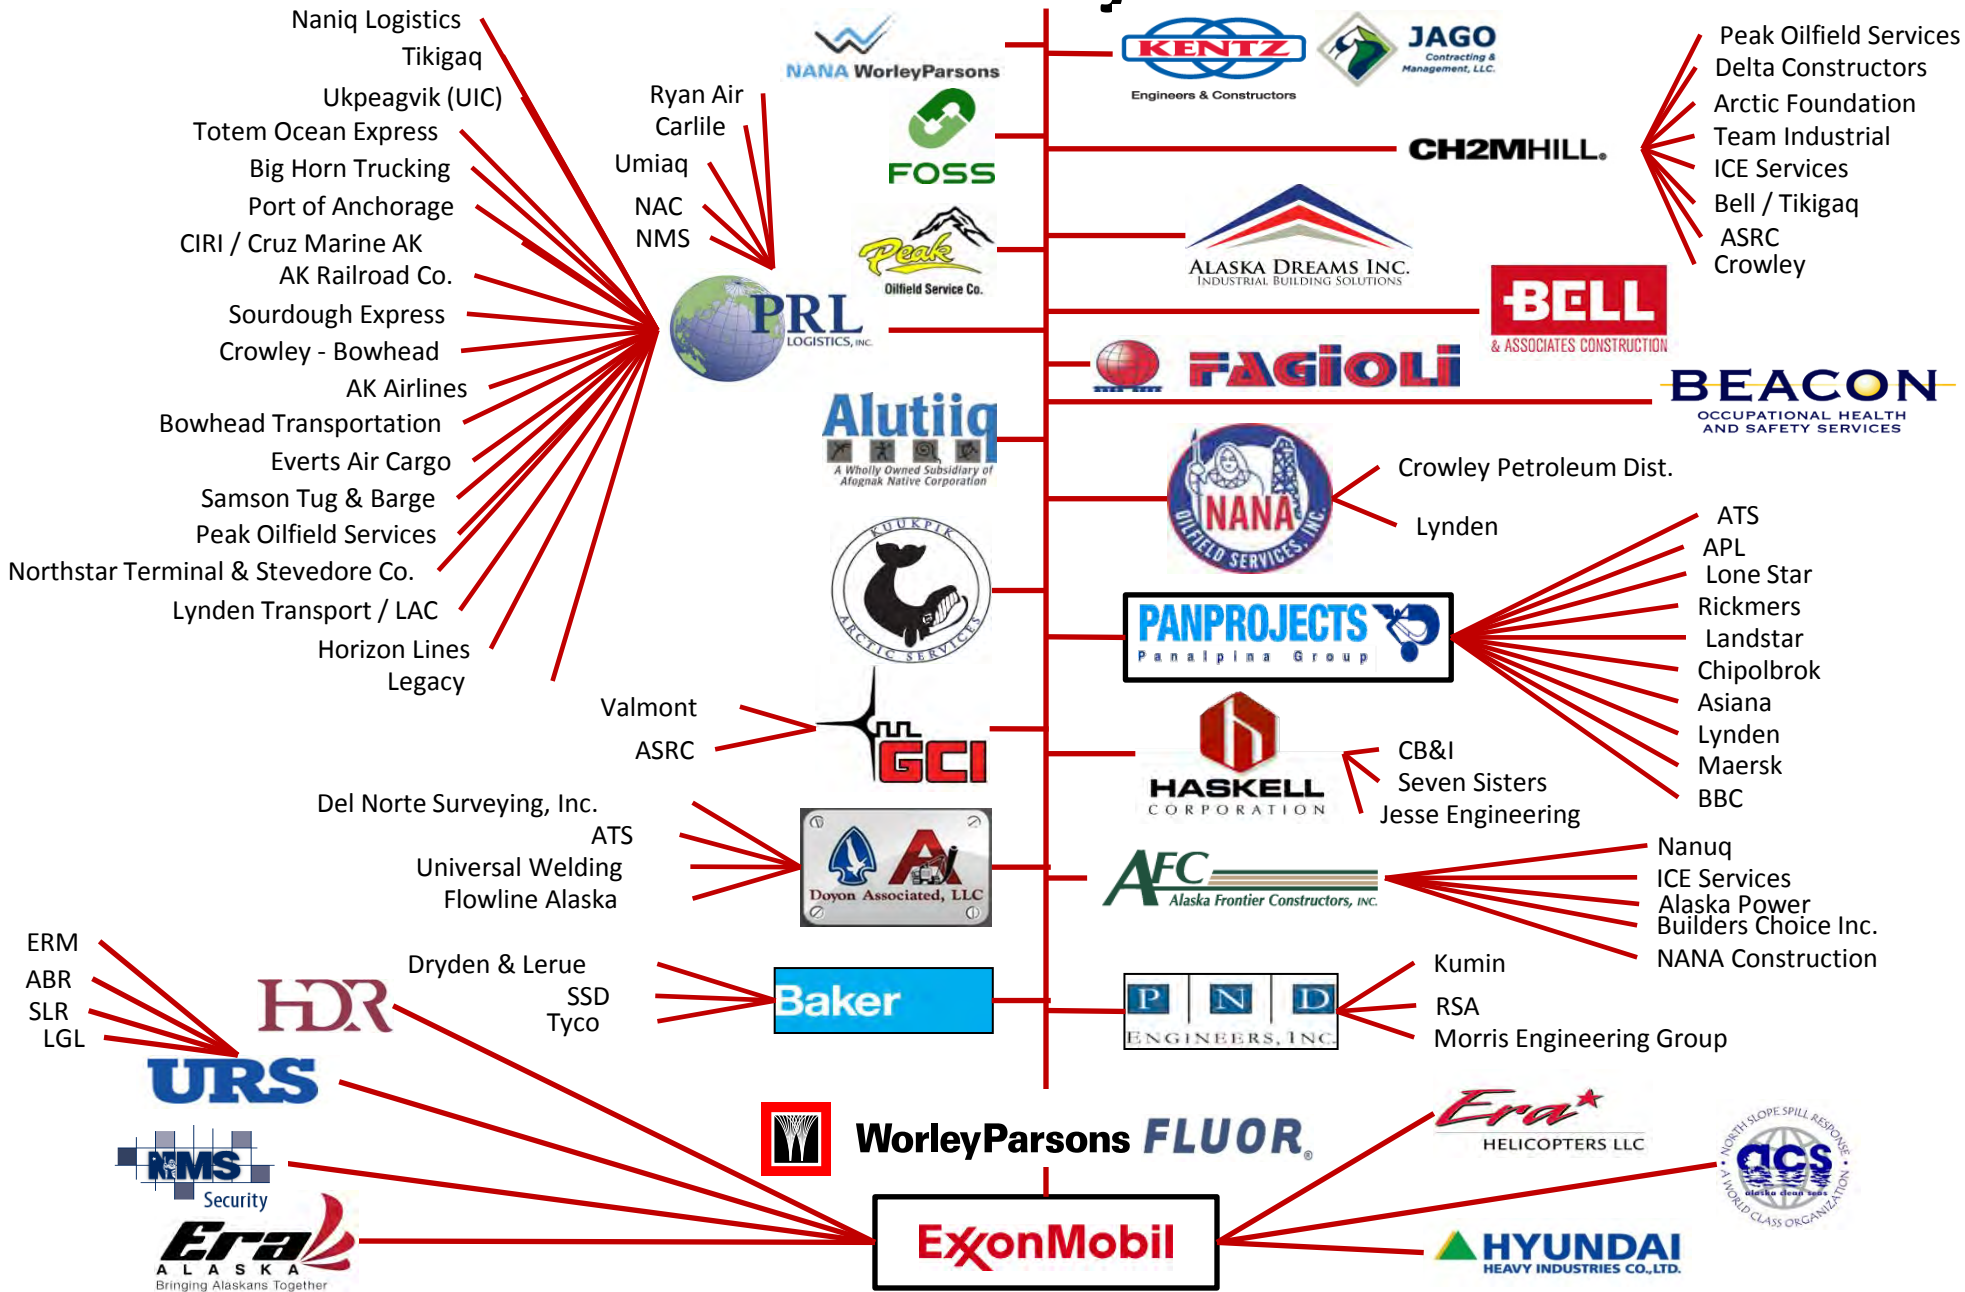 Naniq Logistics
Tikigaq
Ukpeagvik (UIC)
Totem Ocean Express
Big Horn Trucking
Port of Anchorage
CIRI / Cruz Marine AK
AK Railroad Co.
Sourdough Express
Crowley - Bowhead
AK Airlines
Bowhead Transportation
Everts Air Cargo
Samson Tug & Barge
Peak Oilfield Services
Northstar Terminal & Stevedore Co.
Lynden Transport / LAC
Horizon Lines
Legacy
Ryan Air
Carlile
Umiaq
NAC
NMS
PRL
LOGISTICS, INC.
NANA WorleyParsons
FOSS
Peak
Oilfield Service Co.
Alutiiq
A Wholly Owned Subsidiary of
Afognak Native Corporation
KUUKPIK
ARCTIC SERVICES
Valmont
ASRC
GCI
Del Norte Surveying, Inc.
ATS
Universal Welding
Flowline Alaska
Doyon Associated, LLC
Dryden & Lerue
SSD
Tyco
Baker
KENTZ
Engineers & Constructors
JAGO
Contracting &
Management, LLC.
CH2MHILL®
Peak Oilfield Services
Delta Constructors
Arctic Foundation
Team Industrial
ICE Services
Bell / Tikigaq
ASRC
Crowley
ALASKA DREAMS INC.
INDUSTRIAL BUILDING SOLUTIONS
BELL
& ASSOCIATES CONSTRUCTION
FAGIOLI
BEACON
OCCUPATIONAL HEALTH
AND SAFETY SERVICES
NANA
OILFIELD SERVICES, INC.
Crowley Petroleum Dist.
Lynden
PANPROJECTS
Panalpina Group
ATS
APL
Lone Star
Rickmers
Landstar
Chipolbrok
Asiana
Lynden
Maersk
BBC
HASKELL
CORPORATION
CB&I
Seven Sisters
Jesse Engineering
AFC
Alaska Frontier Constructors, INC.
Nanuq
ICE Services
Alaska Power
Builders Choice Inc.
NANA Construction
PND
ENGINEERS, INC.
Kumin
RSA
Morris Engineering Group
ERM
ABR
SLR
LGL
HDR
URS
NMS
Security
Era
ALASKA
Bringing Alaskans Together
WorleyParsons FLUOR®
ExxonMobil
Era
HELICOPTERS LLC
NORTH SLOPE SPILL RESPONSE
acs
alaska clean seas
A WORLD CLASS ORGANIZATION
HYUNDAI
HEAVY INDUSTRIES CO.,LTD.